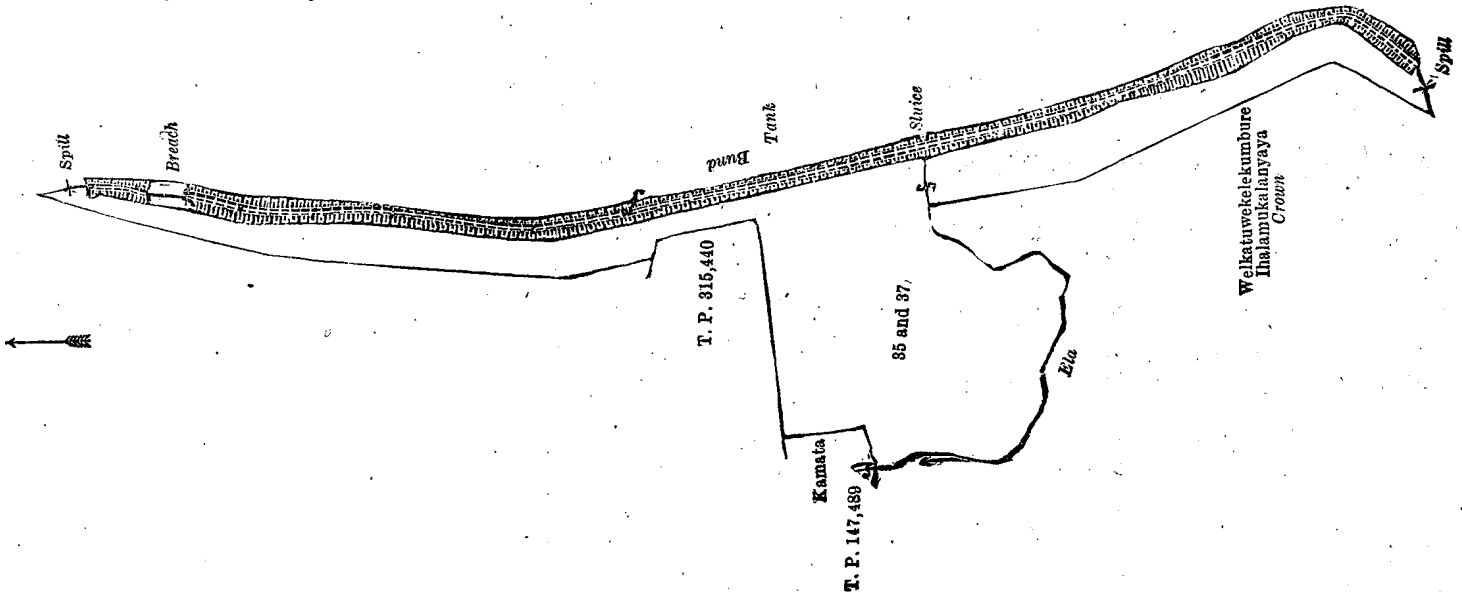 Spill
Breach
Bund
Tank
Sluice
Spill
T. P. 315,440
35 and 37
Ela
Kamata
T. P. 147,489
Welkatuwekelekumbure
Ihalamukalanyaya
Crown